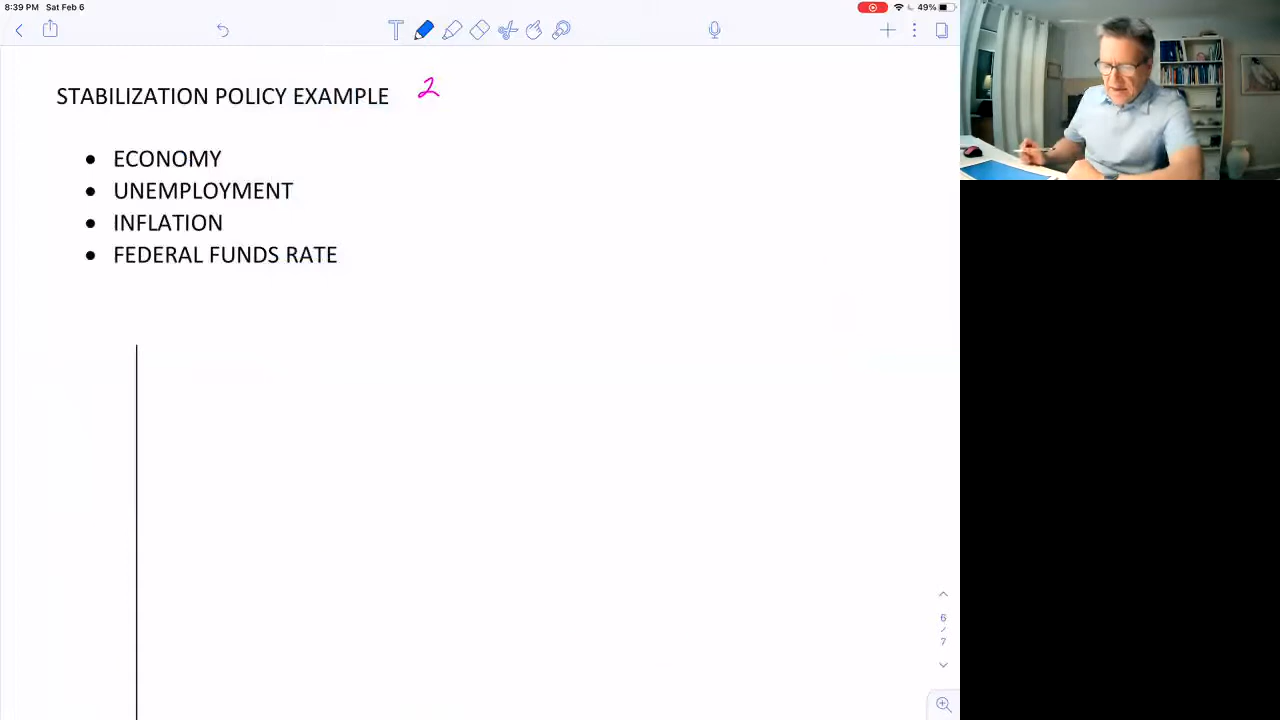 8:39 PM Sat Feb 6
49%
T
STABILIZATION POLICY EXAMPLE 2
• ECONOMY
• UNEMPLOYMENT
• INFLATION
• FEDERAL FUNDS RATE
6
/
7